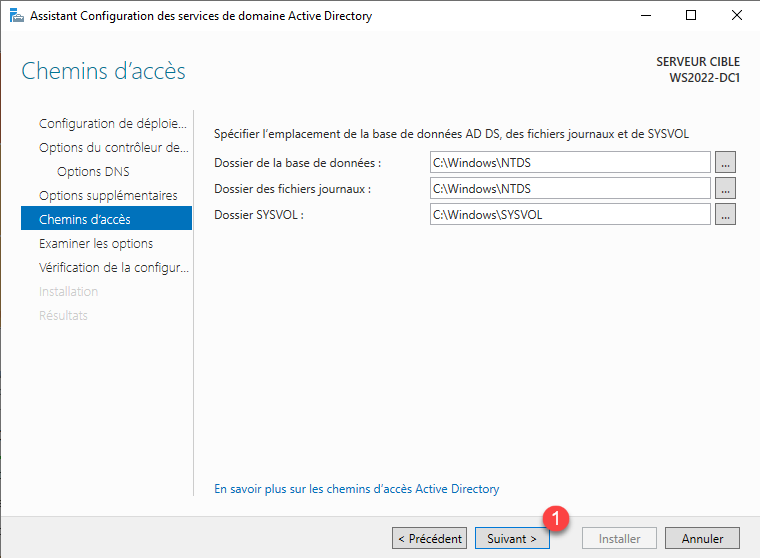 Assistant Configuration des services de domaine Active Directory
Chemins d’accès
SERVEUR CIBLE
WS2022-DC1
Configuration de déploie...
Options du contrôleur de...
Options DNS
Options supplémentaires
Chemins d’accès
Examiner les options
Vérification de la configur...
Installation
Résultats
Spécifier l’emplacement de la base de données AD DS, des fichiers journaux et de SYSVOL
Dossier de la base de données : C:\Windows\NTDS ...
Dossier des fichiers journaux : C:\Windows\NTDS ...
Dossier SYSVOL : C:\Windows\SYSVOL ...
En savoir plus sur les chemins d’accès Active Directory
1
< Précédent Suivant > Installer Annuler